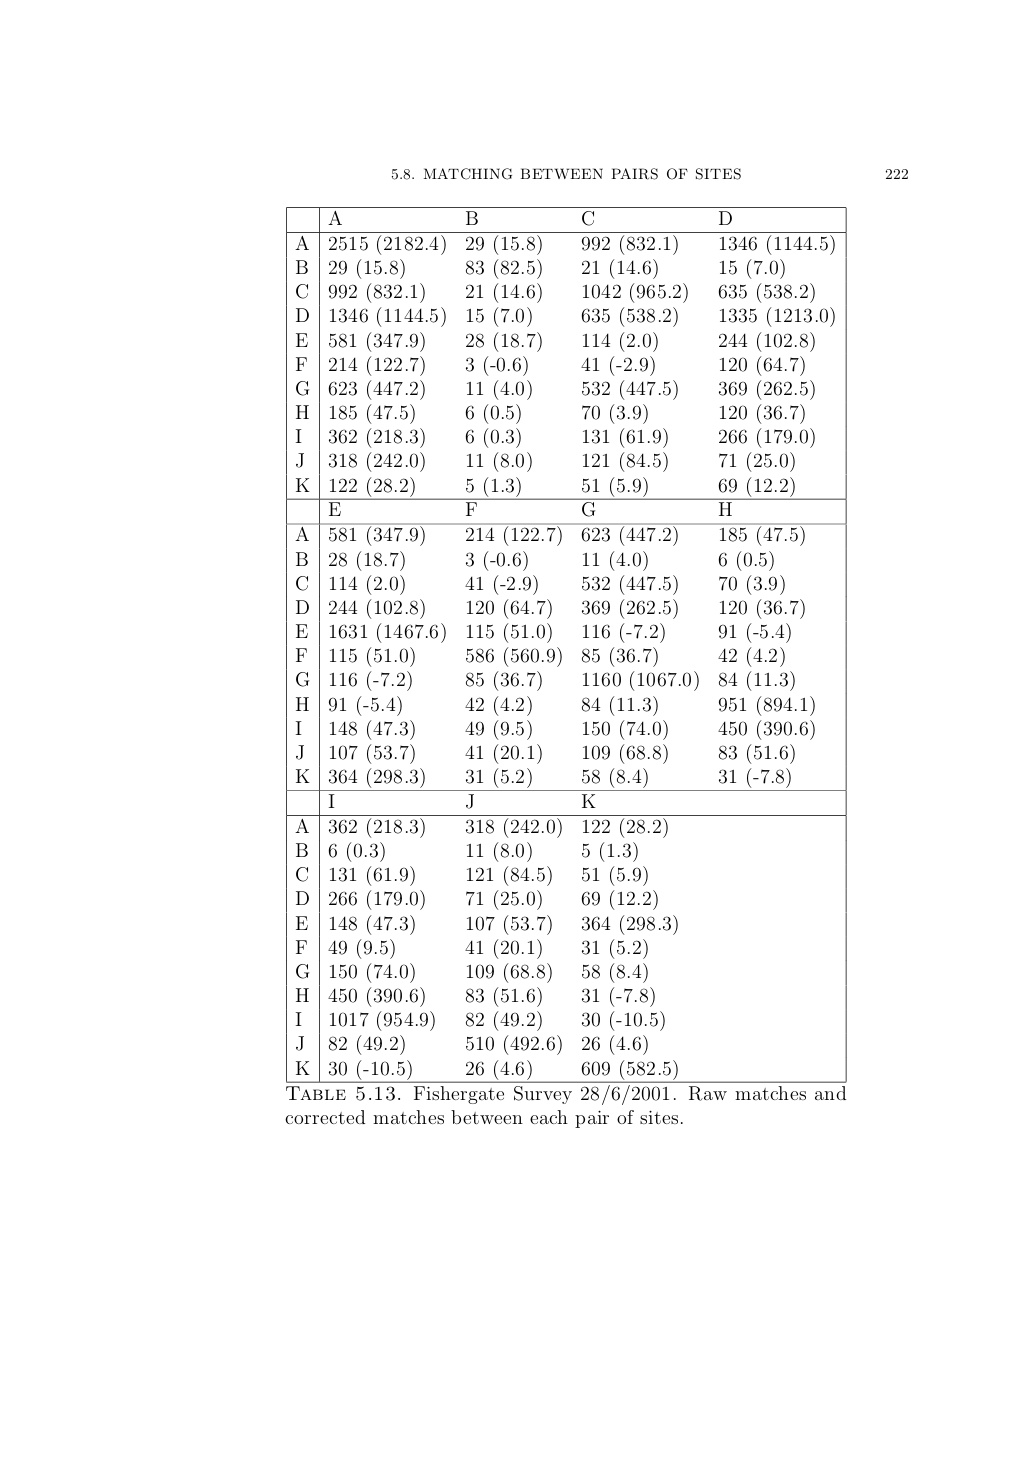 5.8. MATCHING BETWEEN PAIRS OF SITES 222
A B C D
A 2515 (2182.4) 29 (15.8) 992 (832.1) 1346 (1144.5)
B 29 (15.8) 83 (82.5) 21 (14.6) 15 (7.0)
C 992 (832.1) 21 (14.6) 1042 (965.2) 635 (538.2)
D 1346 (1144.5) 15 (7.0) 635 (538.2) 1335 (1213.0)
E 581 (347.9) 28 (18.7) 114 (2.0) 244 (102.8)
F 214 (122.7) 3 (-0.6) 41 (-2.9) 120 (64.7)
G 623 (447.2) 11 (4.0) 532 (447.5) 369 (262.5)
H 185 (47.5) 6 (0.5) 70 (3.9) 120 (36.7)
I 362 (218.3) 6 (0.3) 131 (61.9) 266 (179.0)
J 318 (242.0) 11 (8.0) 121 (84.5) 71 (25.0)
K 122 (28.2) 5 (1.3) 51 (5.9) 69 (12.2)
E F G H
A 581 (347.9) 214 (122.7) 623 (447.2) 185 (47.5)
B 28 (18.7) 3 (-0.6) 11 (4.0) 6 (0.5)
C 114 (2.0) 41 (-2.9) 532 (447.5) 70 (3.9)
D 244 (102.8) 120 (64.7) 369 (262.5) 120 (36.7)
E 1631 (1467.6) 115 (51.0) 116 (-7.2) 91 (-5.4)
F 115 (51.0) 586 (560.9) 85 (36.7) 42 (4.2)
G 116 (-7.2) 85 (36.7) 1160 (1067.0) 84 (11.3)
H 91 (-5.4) 42 (4.2) 84 (11.3) 951 (894.1)
I 148 (47.3) 49 (9.5) 150 (74.0) 450 (390.6)
J 107 (53.7) 41 (20.1) 109 (68.8) 83 (51.6)
K 364 (298.3) 31 (5.2) 58 (8.4) 31 (-7.8)
I J K
A 362 (218.3) 318 (242.0) 122 (28.2)
B 6 (0.3) 11 (8.0) 5 (1.3)
C 131 (61.9) 121 (84.5) 51 (5.9)
D 266 (179.0) 71 (25.0) 69 (12.2)
E 148 (47.3) 107 (53.7) 364 (298.3)
F 49 (9.5) 41 (20.1) 31 (5.2)
G 150 (74.0) 109 (68.8) 58 (8.4)
H 450 (390.6) 83 (51.6) 31 (-7.8)
I 1017 (954.9) 82 (49.2) 30 (-10.5)
J 82 (49.2) 510 (492.6) 26 (4.6)
K 30 (-10.5) 26 (4.6) 609 (582.5)
TABLE 5.13. Fishergate Survey 28/6/2001. Raw matches and
corrected matches between each pair of sites.